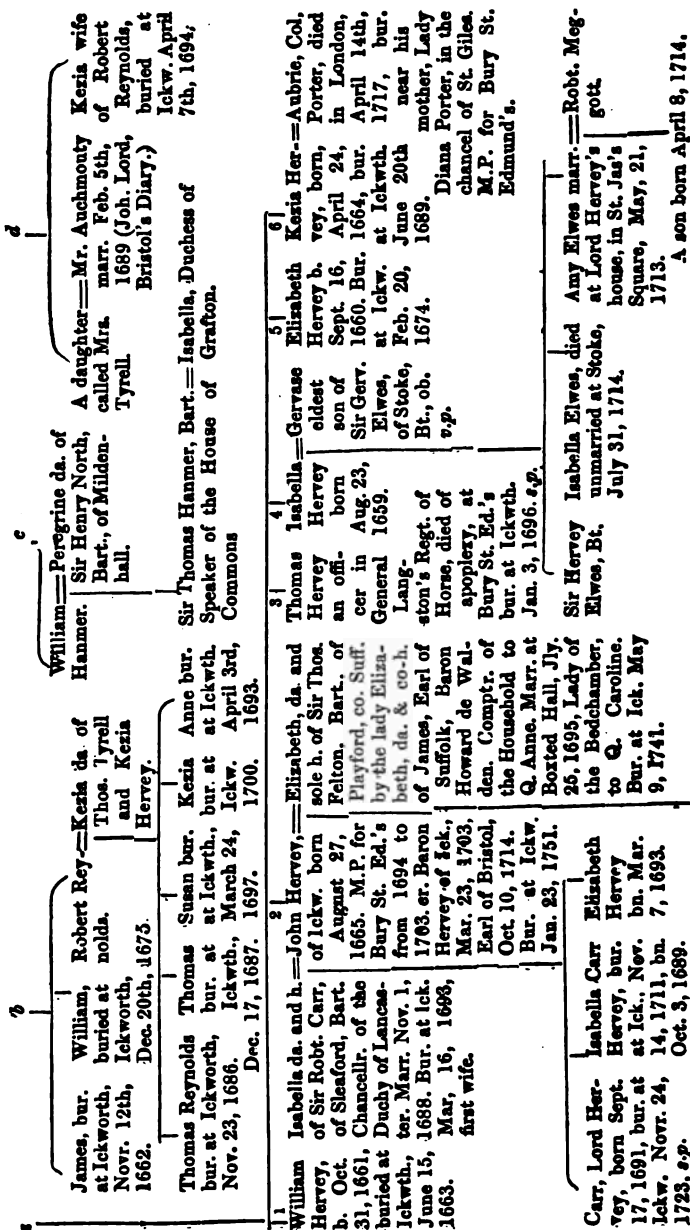 b
James, bur.
at Ickworth,
Novr. 12th,
1662.
William,
buried at
Ickworth,
Dec. 20th, 1675.
Robert Rey-
nolds.
=Kezia da. of
Thos. Tyrell
and Kezia
Hervey.
Thomas Reynolds
bur. at Ickworth,
Nov. 23, 1686.
Thomas
bur. at
Ickwth.,
Dec. 17, 1687.
Susan bur.
at Ickwth.,
March 24,
1697.
Kezia
bur. at
Ickw.
1700.
Anne bur.
at Ickwth.
April 3rd,
1693.
c
William=
Hanmer.
Peregrine da. of
Sir Henry North,
Bart., of Milden-
hall.
Sir Thomas Hanmer, Bart.=Isabella, Duchess of
Speaker of the House of Grafton.
Commons
d
A daughter=
called Mrs.
Tyrell.
Mr. Auchmouty
marr. Feb. 5th,
1689 (Joh. Lord,
Bristol's Diary.)
Kezia wife
of Robert
Reynolds,
buried at
Ickw. April
7th, 1694,
1
William
Hervey,
b. Oct.
31, 1661,
buried at
Ickwth.,
June 15,
1663.
Isabella da. and h.
of Sir Robt. Carr,
of Sleaford, Bart.
Chancellr. of the
Duchy of Lancas-
ter. Marr. Nov. 1,
1688. Bur. at Ick.
Mar, 16, 1693,
first wife.
2
=John Hervey,=
of Ickw. born
August 27,
1665. M.P. for
Bury St. Ed.'s
from 1694 to
1703. cr. Baron
Hervey of Ick.,
Mar. 23, 1703,
Earl of Bristol,
Oct. 10, 1714.
Bur. at Ickw.
Jan. 23, 1751.
Elizabeth, da. and
sole h. of Sir Thos.
Felton, Bart., of
Playford, co. Suff.
by the lady Eliza-
beth, da. & co-h.
of James, Earl of
Suffolk, Baron
Howard de Wal-
den. Comptr. of
the Household to
Q. Anne. Marr. at
Boxted Hall, Jly.
25, 1695, Lady of
the Bedchamber,
to Q. Caroline.
Bur. at Ick. May
9, 1741.
3
Thomas
Hervey
an offi-
cer in
General
Lang-
ston's Regt. of
Horse, died of
apoplexy, at
Bury St. Ed.'s
bur. at Ickwth.
Jan. 3, 1696. s.p.
4
Isabella=
Hervey
born
Aug. 23,
1659.
Gervase
eldest
son of
Sir Gerv.
Elwes,
of Stoke,
Bt., ob.
v.p.
5
Elizabeth
Hervey b.
Sept. 16,
1660. Bur.
at Ickw.
Feb. 20,
1674.
6
Kezia Her-=
vey, born,
April 24,
1664, bur.
at Ickwth.
June 20th
1689.
Aubrie, Col,
Porter, died
in London,
April 14th,
1717, bur.
near his
mother, Lady
Diana Porter, in the
chancel of St. Giles.
M.P. for Bury St.
Edmund's.
Carr, Lord Her-
vey, born Sept.
17, 1691, bur. at
Ickw. Novr. 24,
1723, s.p.
Isabella Carr
Hervey, bur.
at Ick., Nov.
14, 1711, bn.
Oct. 3, 1689.
Elizabeth
Hervey
bn. Mar.
7, 1693.
Sir Hervey
Elwes, Bt.
Isabella Elwes, died
unmarried at Stoke,
July 31, 1714.
Amy Elwes marr.=
at Lord Hervey's
house, in St. Jas's
Square, May, 21,
1713.
Robt. Meg-
gott.
A son born April 8, 1714.